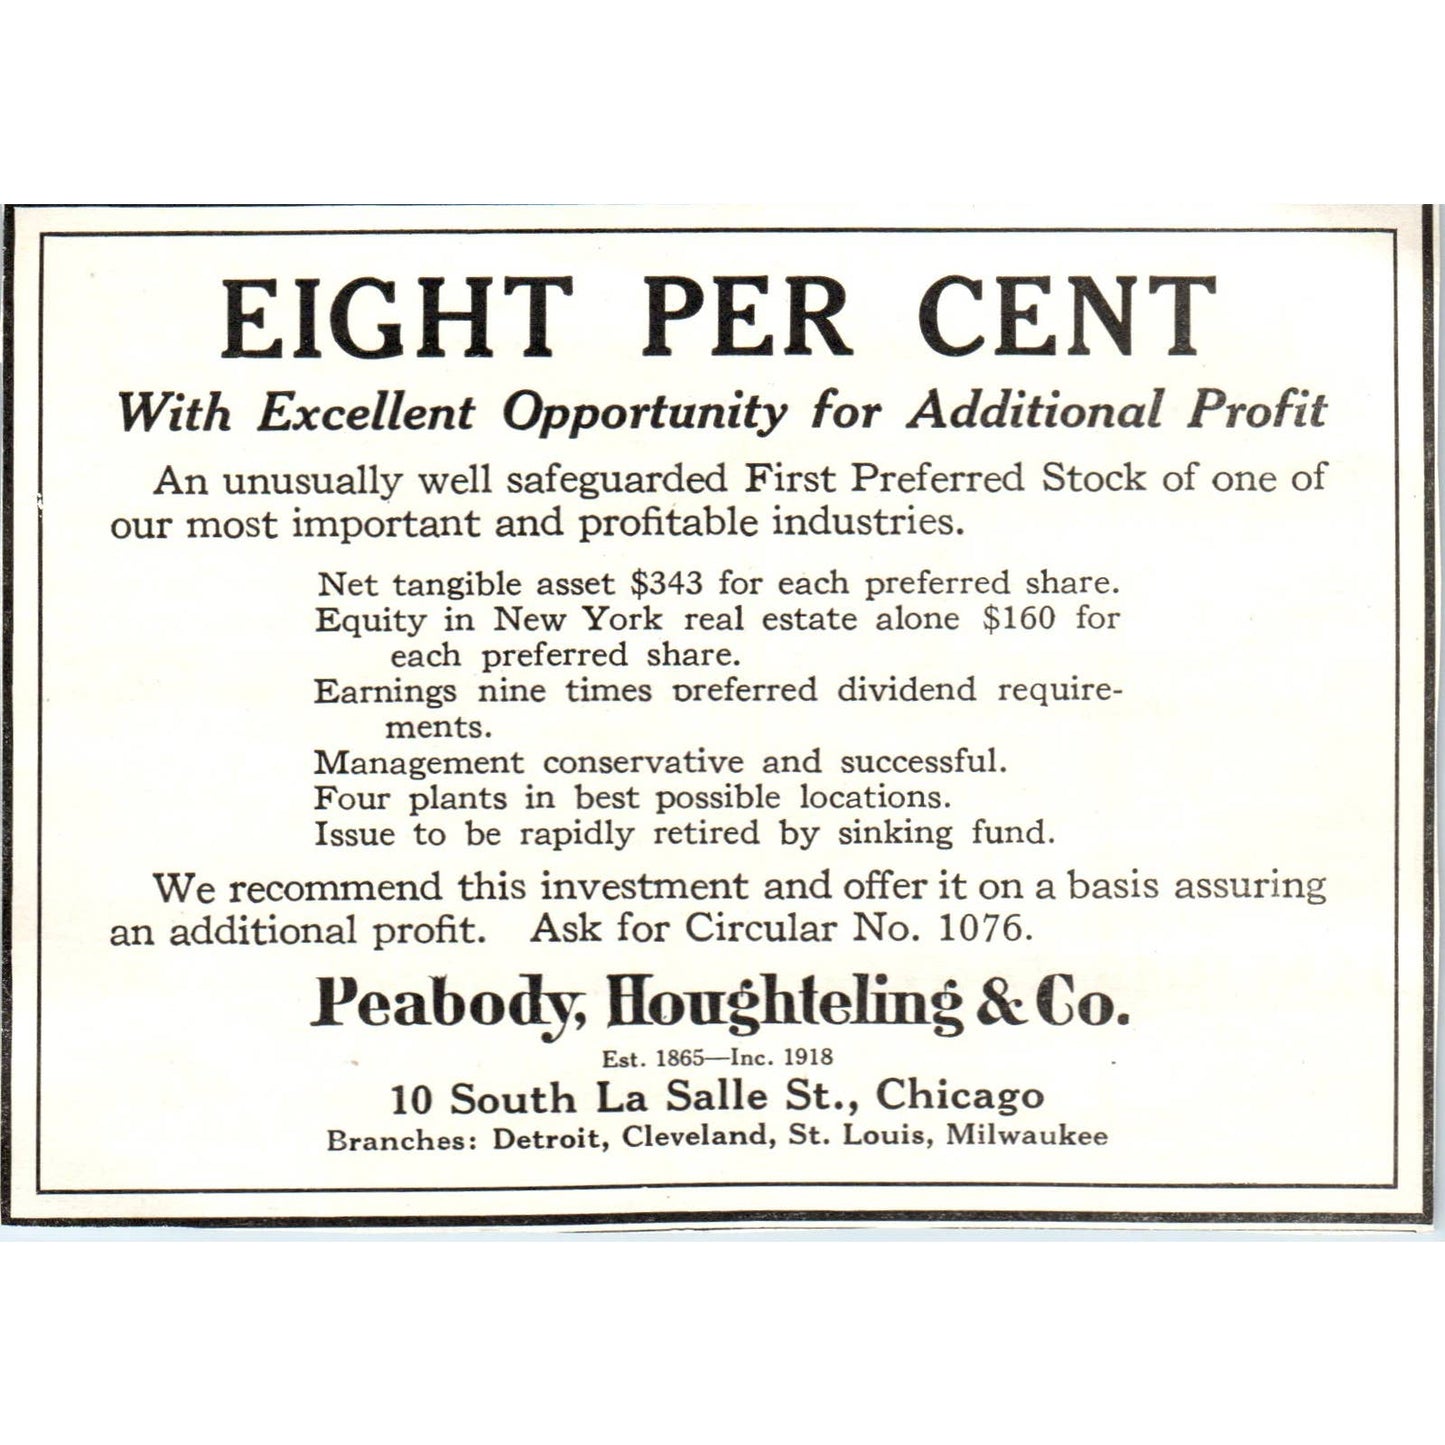 EIGHT PER CENT
With Excellent Opportunity for Additional Profit
An unusually well safeguarded First Preferred Stock of one of
our most important and profitable industries.
Net tangible asset $343 for each preferred share.
Equity in New York real estate alone $160 for
each preferred share.
Earnings nine times preferred dividend require-
ments.
Management conservative and successful.
Four plants in best possible locations.
Issue to be rapidly retired by sinking fund.
We recommend this investment and offer it on a basis assuring
an additional profit. Ask for Circular No. 1076.
Peabody, Houghteling & Co.
Est. 1865—Inc. 1918
10 South La Salle St., Chicago
Branches: Detroit, Cleveland, St. Louis, Milwaukee